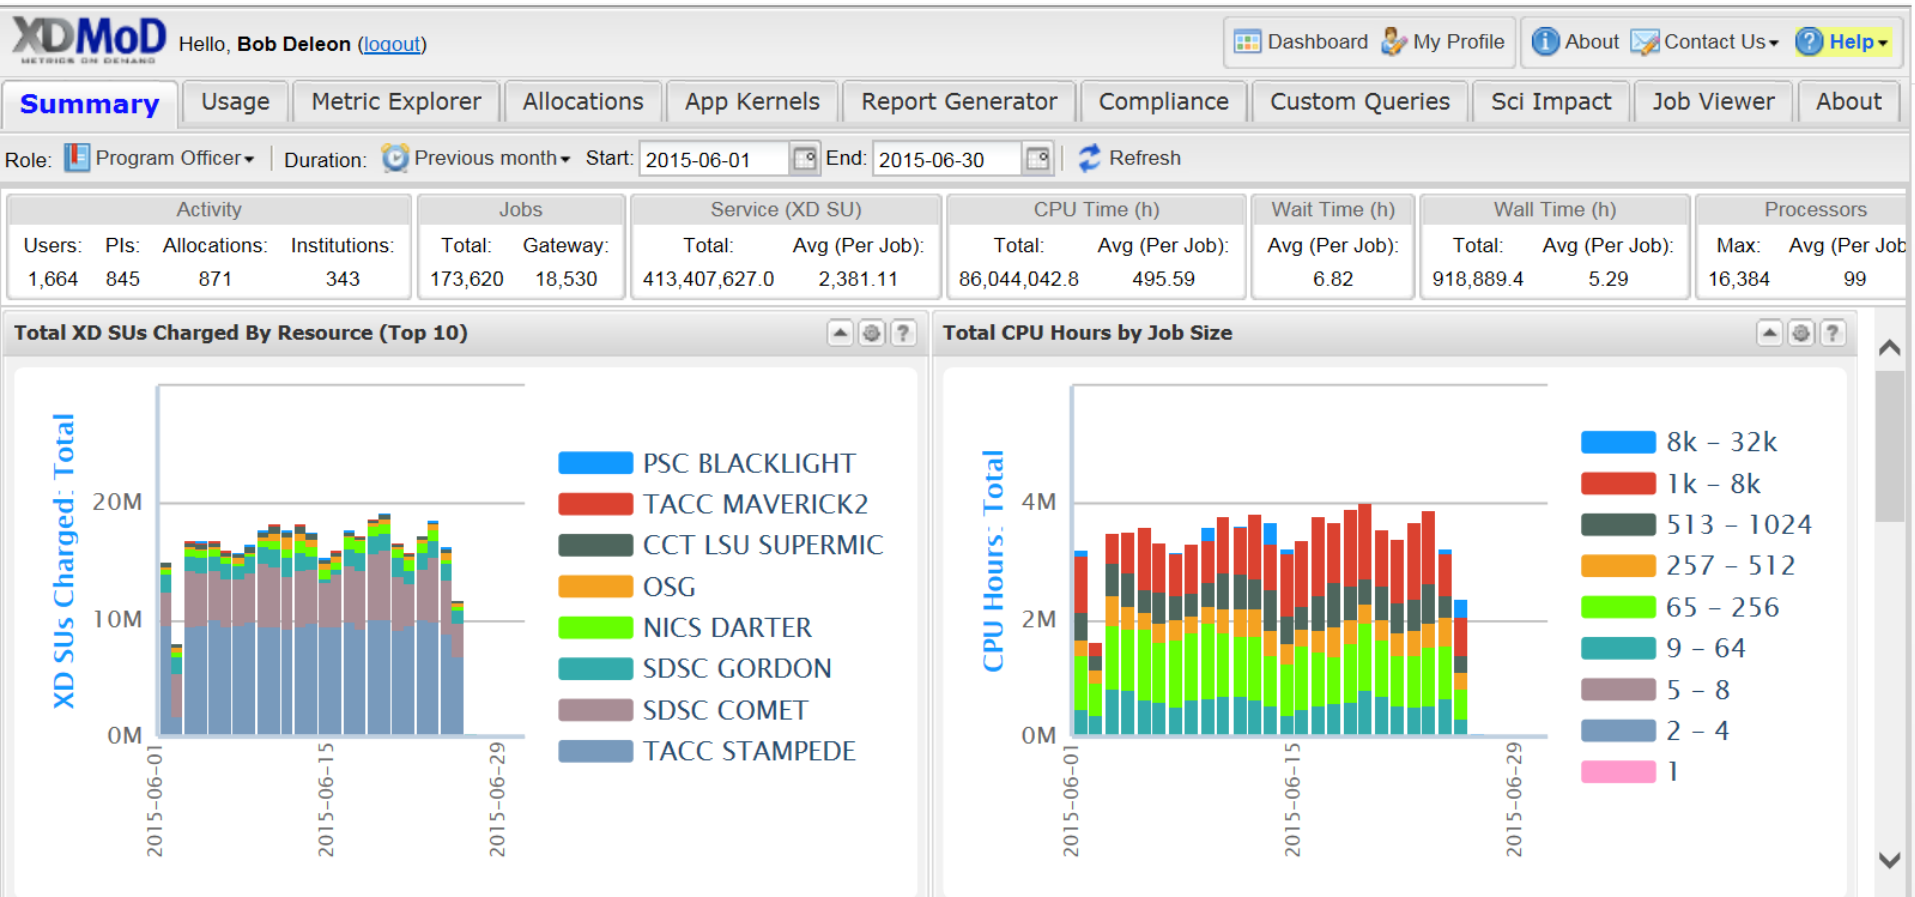 XDMoD
METRICS ON DEMAND
Hello, Bob Deleon (logout)
Dashboard My Profile About Contact Us Help
Summary Usage Metric Explorer Allocations App Kernels Report Generator Compliance Custom Queries Sci Impact Job Viewer About
Role: Program Officer Duration: Previous month Start: 2015-06-01 End: 2015-06-30 Refresh
Activity Jobs Service (XD SU) CPU Time (h) Wait Time (h) Wall Time (h) Processors
Users: PIs: Allocations: Institutions: Total: Gateway: Total: Avg (Per Job): Total: Avg (Per Job): Avg (Per Job): Total: Avg (Per Job): Max: Avg (Per Job
1,664 845 871 343 173,620 18,530 413,407,627.0 2,381.11 86,044,042.8 495.59 6.82 918,889.4 5.29 16,384 99
Total XD SUs Charged By Resource (Top 10)
XD SUs Charged: Total
20M
10M
0M
2015-06-01
2015-06-15
2015-06-29
PSC BLACKLIGHT
TACC MAVERICK2
CCT LSU SUPERMIC
OSG
NICS DARTER
SDSC GORDON
SDSC COMET
TACC STAMPEDE
Total CPU Hours by Job Size
CPU Hours: Total
4M
2M
0M
2015-06-01
2015-06-15
2015-06-29
8k – 32k
1k – 8k
513 – 1024
257 – 512
65 – 256
9 – 64
5 – 8
2 – 4
1